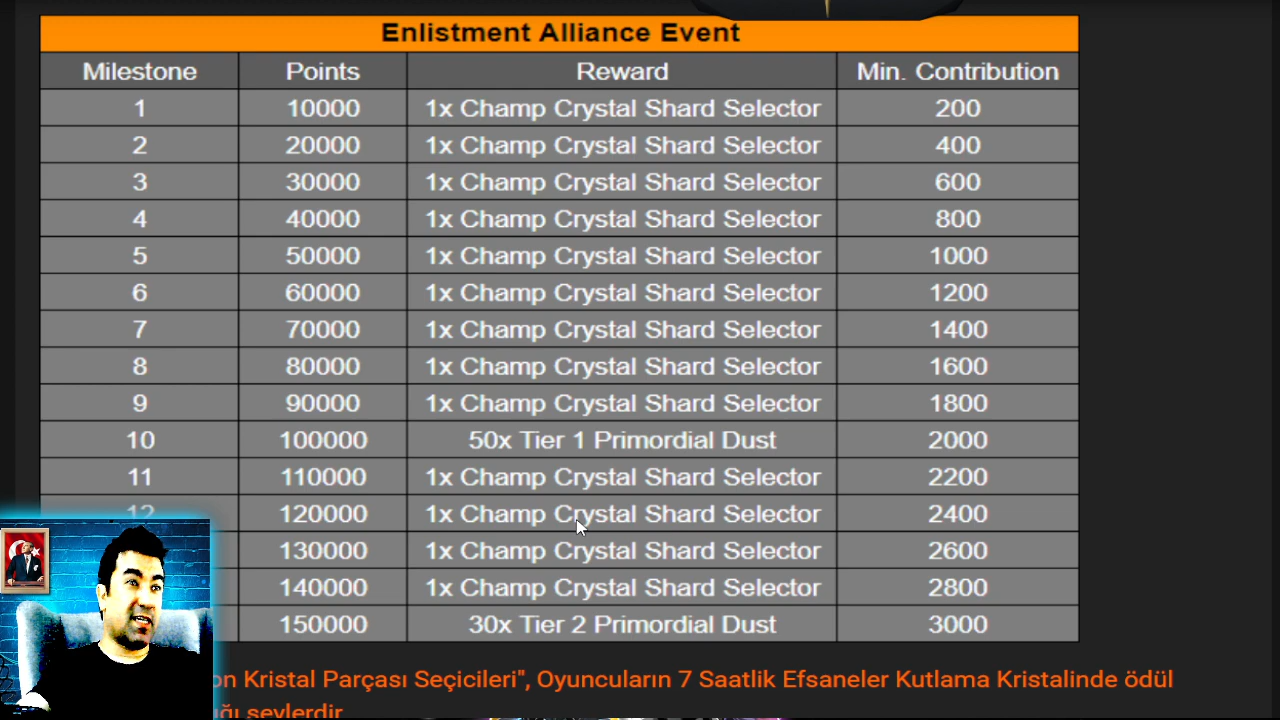 Enlistment Alliance Event
Milestone Points Reward Min. Contribution
1 10000 1x Champ Crystal Shard Selector 200
2 20000 1x Champ Crystal Shard Selector 400
3 30000 1x Champ Crystal Shard Selector 600
4 40000 1x Champ Crystal Shard Selector 800
5 50000 1x Champ Crystal Shard Selector 1000
6 60000 1x Champ Crystal Shard Selector 1200
7 70000 1x Champ Crystal Shard Selector 1400
8 80000 1x Champ Crystal Shard Selector 1600
9 90000 1x Champ Crystal Shard Selector 1800
10 100000 50x Tier 1 Primordial Dust 2000
11 110000 1x Champ Crystal Shard Selector 2200
12 120000 1x Champ Crystal Shard Selector 2400
130000 1x Champ Crystal Shard Selector 2600
140000 1x Champ Crystal Shard Selector 2800
150000 30x Tier 2 Primordial Dust 3000
on Kristal Parçası Seçicileri", Oyuncuların 7 Saatlik Efsaneler Kutlama Kristalinde ödül
ğı şeylerdir